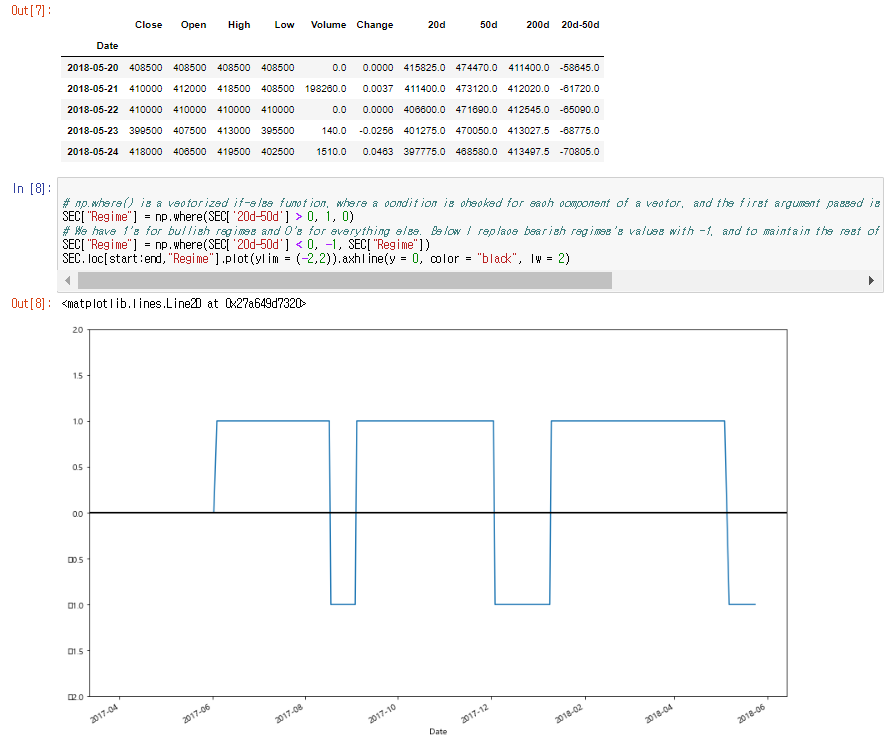 Out[7]:
Close Open High Low Volume Change 20d 50d 200d 20d-50d
Date
2018-05-20 408500 408500 408500 408500 0.0 0.0000 415825.0 474470.0 411400.0 -58645.0
2018-05-21 410000 412000 418500 408500 198260.0 0.0037 411400.0 473120.0 412020.0 -61720.0
2018-05-22 410000 410000 410000 410000 0.0 0.0000 406600.0 471690.0 412545.0 -65090.0
2018-05-23 399500 407500 413000 395500 140.0 -0.0256 401275.0 470050.0 413027.5 -68775.0
2018-05-24 418000 406500 419500 402500 1510.0 0.0463 397775.0 468580.0 413497.5 -70805.0
In [8]:
# np.where() is a vectorized if-else function, where a condition is checked for each component of a vector, and the first argument passed is
SEC["Regime"] = np.where(SEC['20d-50d'] > 0, 1, 0)
# We have 1's for bullish regimes and 0's for everything else. Below I replace bearish regimes's values with -1, and to maintain the rest of
SEC["Regime"] = np.where(SEC['20d-50d'] < 0, -1, SEC["Regime"])
SEC.loc[start:end,"Regime"].plot(ylim = (-2,2)).axhline(y = 0, color = "black", lw = 2)
Out[8]: <matplotlib.lines.Line2D at 0x27a649d7320>
2.0
1.5
1.0
0.5
0.0
□0.5
□1.0
□1.5
□2.0
2017-04 2017-06 2017-08 2017-10 2017-12 2018-02 2018-04 2018-06
Date